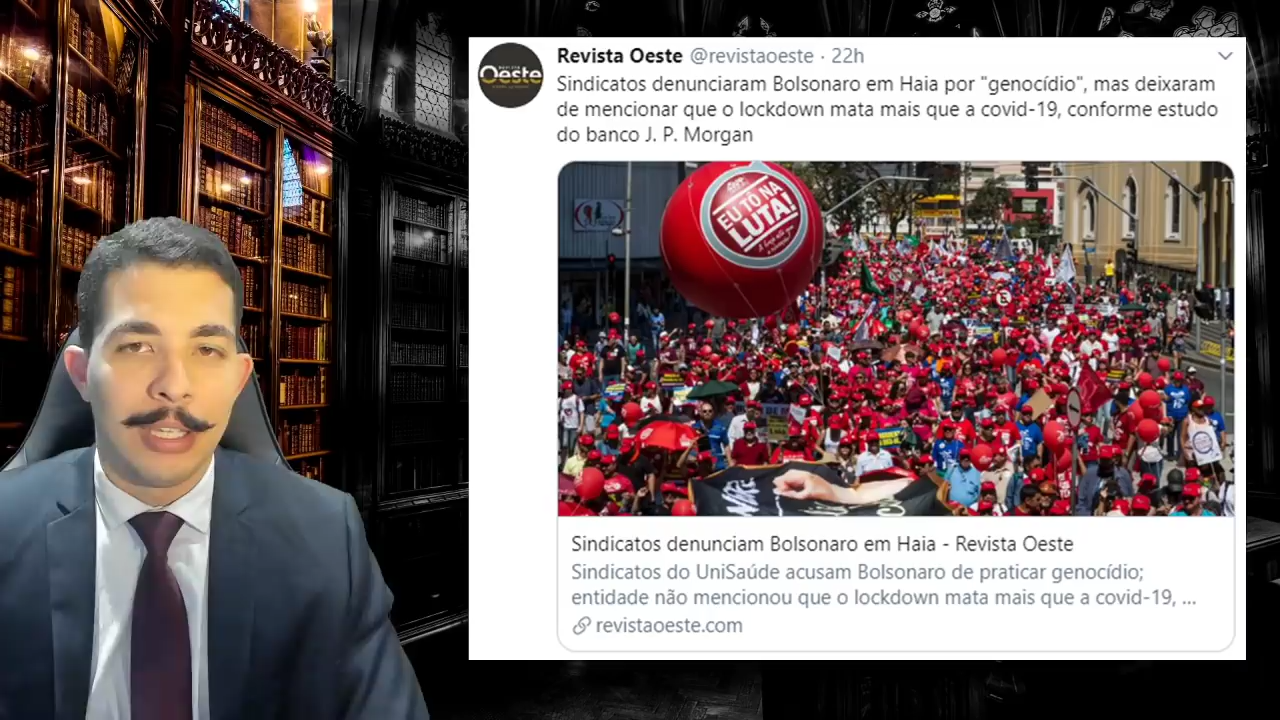 Revista Oeste @revistaoeste · 22h
Sindicatos denunciaram Bolsonaro em Haia por "genocídio", mas deixaram
de mencionar que o lockdown mata mais que a covid-19, conforme estudo
do banco J. P. Morgan
Oeste
EU TÔ NA
LUTA!
Sindicatos denunciam Bolsonaro em Haia - Revista Oeste
Sindicatos do UniSaúde acusam Bolsonaro de praticar genocídio;
entidade não mencionou que o lockdown mata mais que a covid-19, ...
revistaoeste.com